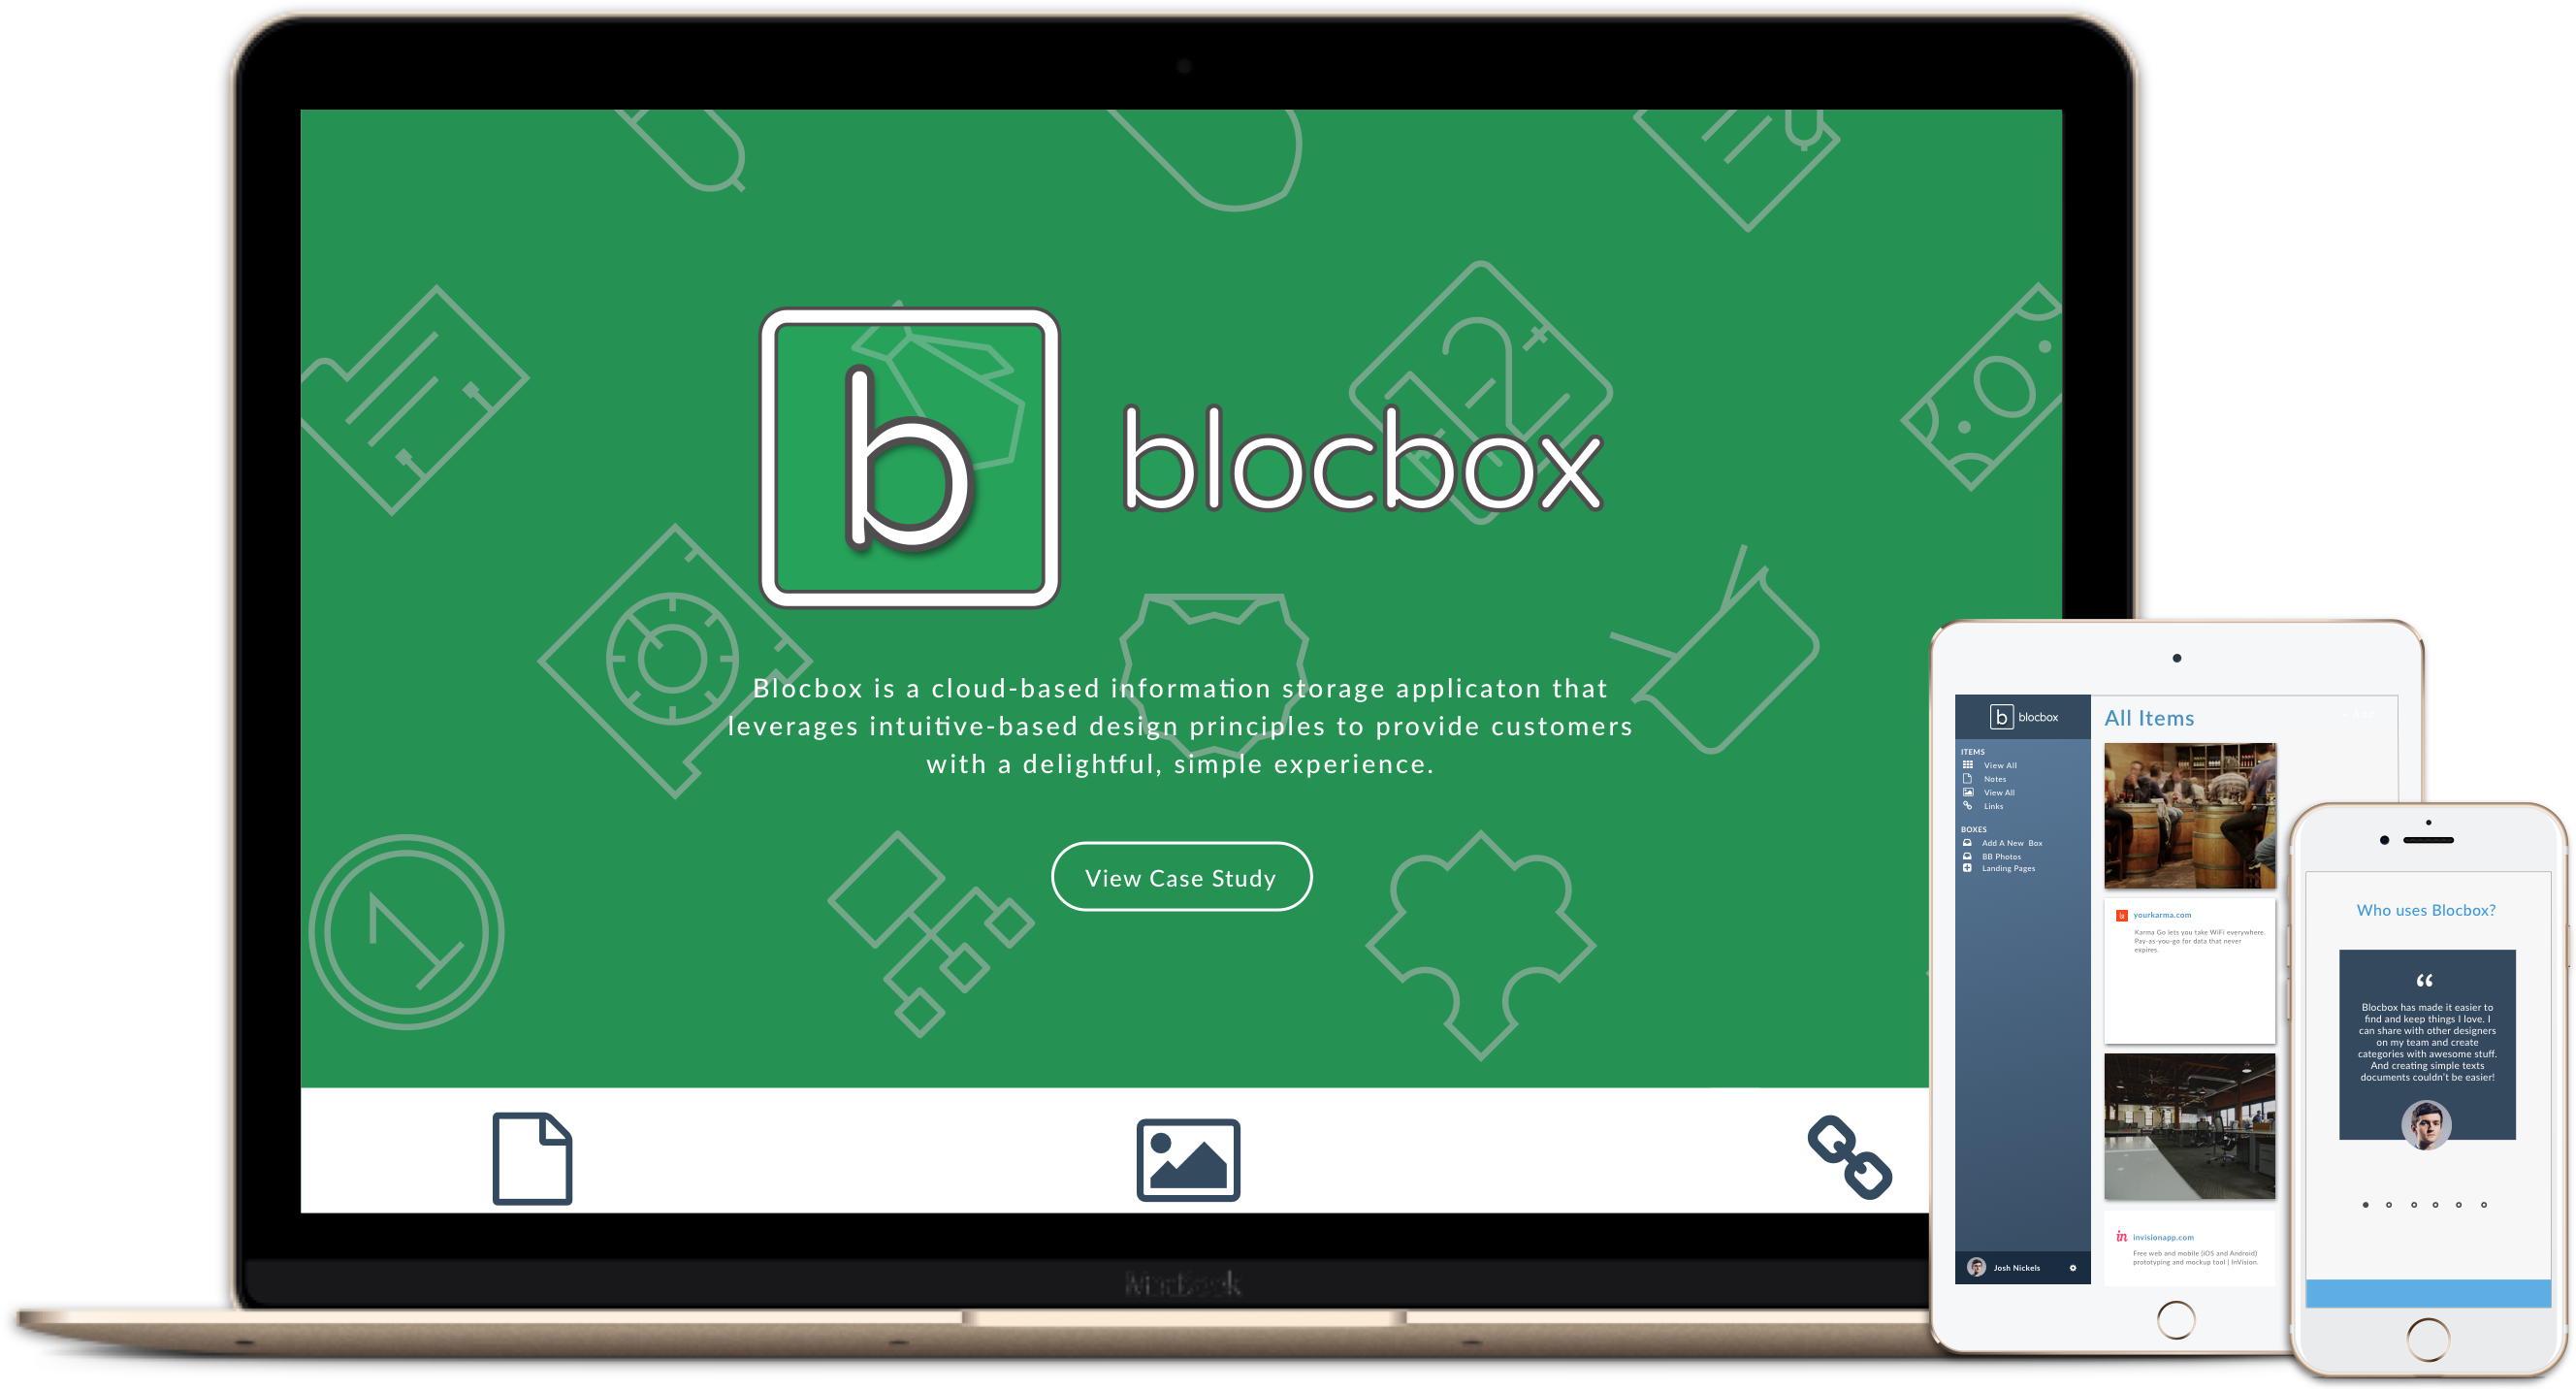 b
blocbox
Blocbox is a cloud-based information storage applicaton that
leverages intuitive-based design principles to provide customers
with a delightful, simple experience.
View Case Study
MacBook
b blocbox
ITEMS
View All
Notes
View All
Links
BOXES
Add A New Box
BB Photos
Landing Pages
Josh Nickels
All Items
yourkarma.com
Karma Go lets you take WiFi everywhere.
Pay-as-you-go for data that never
expires.
in invisionapp.com
Free web and mobile (iOS and Android)
prototyping and mockup tool | InVision.
Who uses Blocbox?
“
Blocbox has made it easier to
find and keep things I love. I
can share with other designers
on my team and create
categories with awesome stuff.
And creating simple texts
documents couldn't be easier!